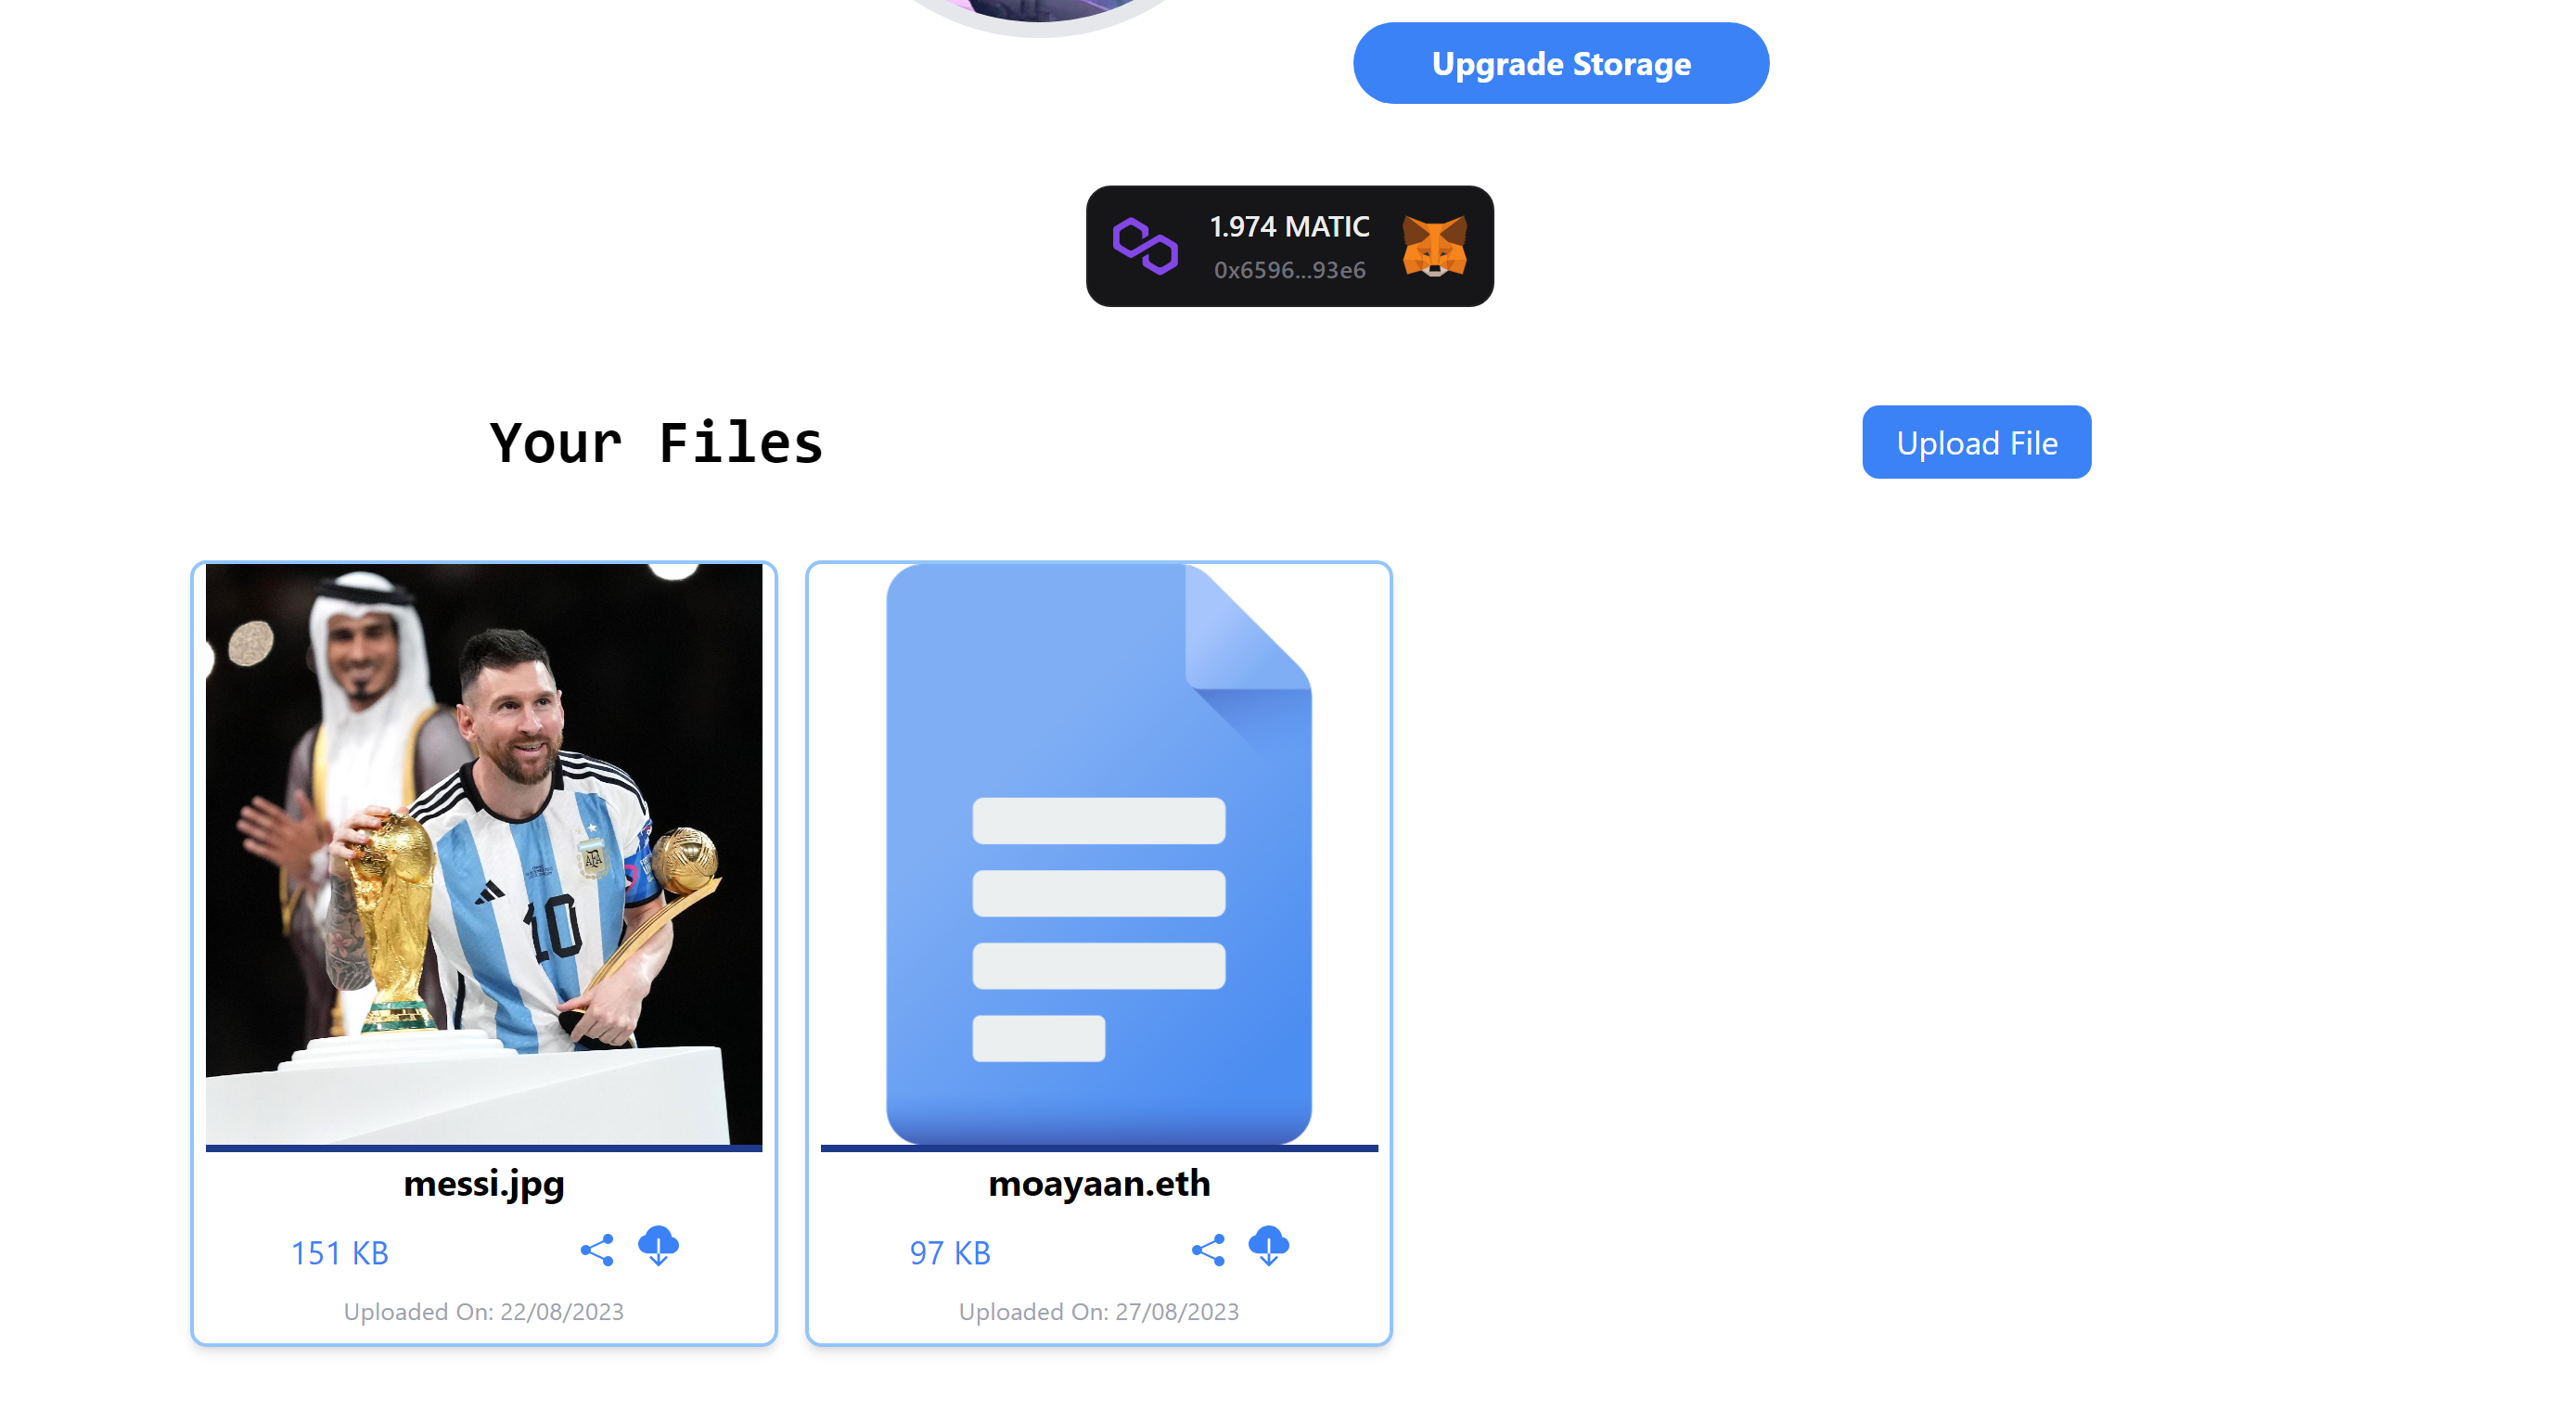 Upgrade Storage
1.974 MATIC
0x6596...93e6
Your Files
Upload File
10
AFA
messi.jpg
151 KB
Uploaded On: 22/08/2023
moayaan.eth
97 KB
Uploaded On: 27/08/2023